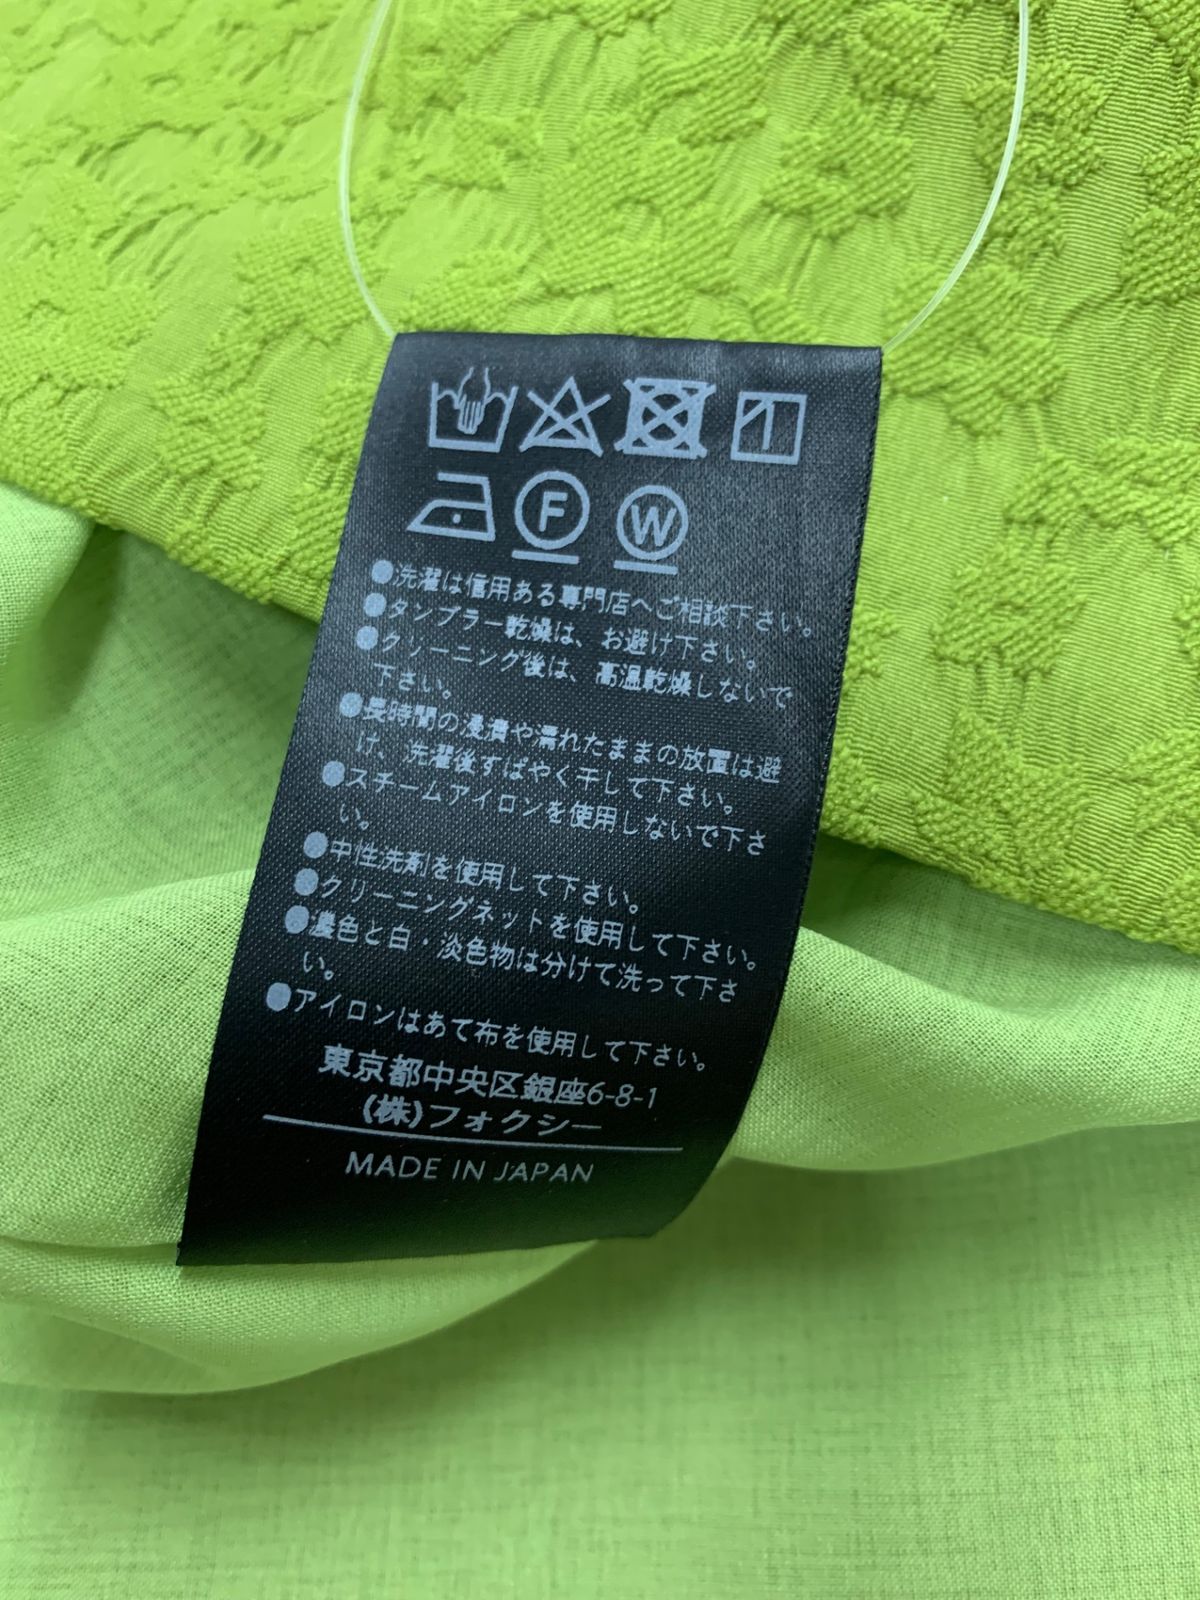 F W
●洗濯は信用ある専門店へご相談下さい。
●タンブラー乾燥は、お避け下さい。
●クリーニング後は、高温乾燥しないで
下さい。
●長時間の浸漬や濡れたままの放置は避
け、洗濯後すばやく干して下さい。
●スチームアイロンを使用しないで下さ
い。
●中性洗剤を使用して下さい。
●クリーニングネットを使用して下さい。
●濃色と白・淡色物は分けて洗って下さ
い。
●アイロンはあて布を使用して下さい。
東京都中央区銀座6-8-1
(株)フォクシー
MADE IN JAPAN